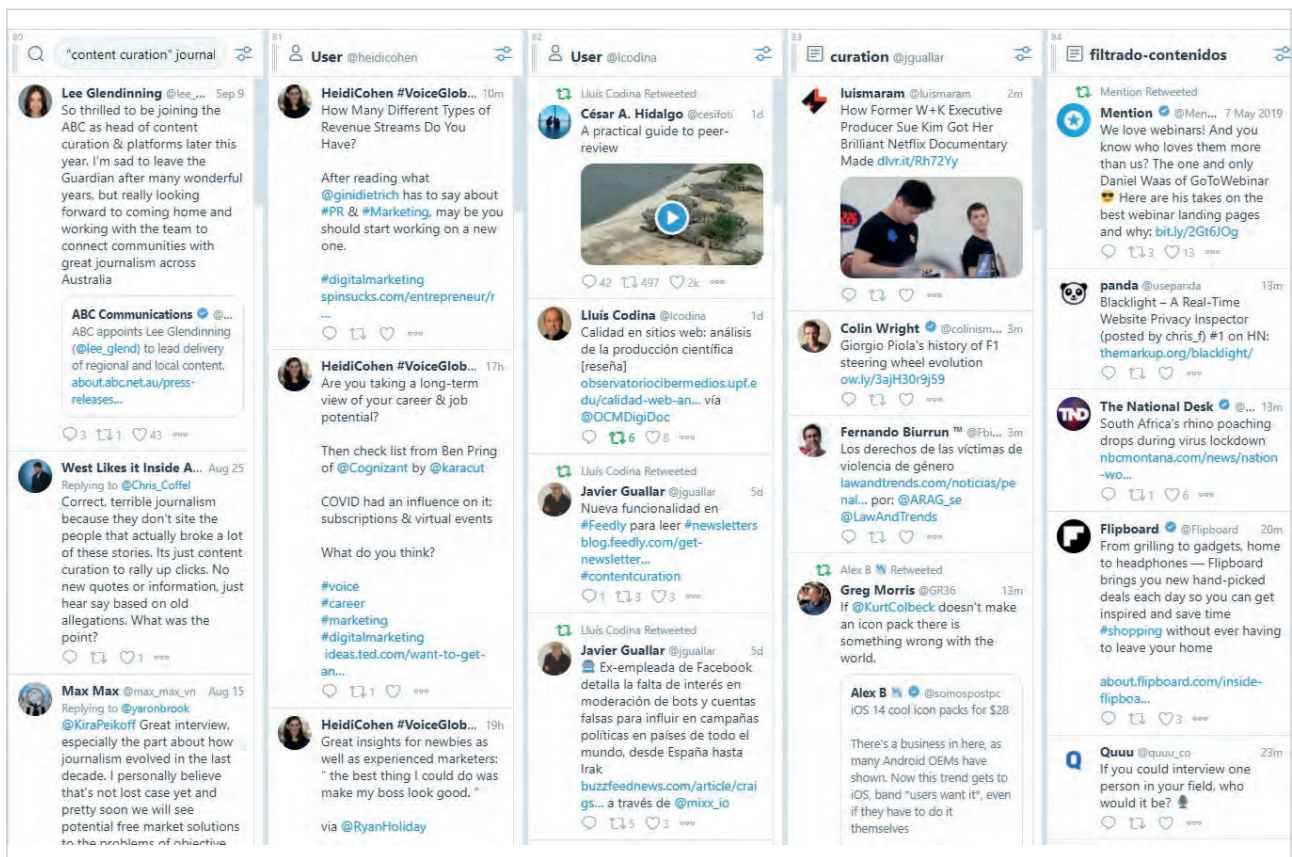 80
"content curation" journal
Lee Glendinning @lee_... Sep 9
So thrilled to be joining the
ABC as head of content
curation & platforms later this
year. I'm sad to leave the
Guardian after many wonderful
years, but really looking
forward to coming home and
working with the team to
connect communities with
great journalism across
Australia
ABC Communications @...
ABC appoints Lee Glendinning
(@lee_glend) to lead delivery
of regional and local content.
about.abc.net.au/press-
releases...
3 1 43
West Likes it Inside A... Aug 25
Replying to @Chris_Coffel
Correct, terrible journalism
because they don't site the
people that actually broke a lot
of these stories. Its just content
curation to rally up clicks. No
new quotes or information, just
hear say based on old
allegations. What was the
point?
1
Max Max @max_max_vn Aug 15
Replying to @yaronbrook
@KiraPeikoff Great interview,
especially the part about how
journalism evolved in the last
decade. I personally believe
that's not lost case yet and
pretty soon we will see
potential free market solutions
to the problems of objective
81
User @heidicohen
HeidiCohen #VoiceGlob... 10m
How Many Different Types of
Revenue Streams Do You
Have?
After reading what
@ginidietrich has to say about
#PR & #Marketing, may be you
should start working on a new
one.
#digitalmarketing
spinsucks.com/entrepreneur/r
...
HeidiCohen #VoiceGlob... 17h
Are you taking a long-term
view of your career & job
potential?
Then check list from Ben Pring
of @Cognizant by @karacut
COVID had an influence on it:
subscriptions & virtual events
What do you think?
#voice
#career
#marketing
#digitalmarketing
ideas.ted.com/want-to-get-
an...
1
HeidiCohen #VoiceGlob... 19h
Great insights for newbies as
well as experienced marketers:
" the best thing I could do was
make my boss look good. "
via @RyanHoliday
82
User @lcodina
Lluís Codina Retweeted
César A. Hidalgo @cesifoti 1d
A practical guide to peer-
review
42 497 2k
Lluís Codina @lcodina 1d
Calidad en sitios web: análisis
de la producción científica
[reseña]
observatoriocibermedios.upf.e
du/calidad-web-an... vía
@OCMDigiDoc
6 8
Lluís Codina Retweeted
Javier Guallar @jguallar 5d
Nueva funcionalidad en
#Feedly para leer #newsletters
blog.feedly.com/get-
newsletter...
#contentcuration
1 3 3
Lluís Codina Retweeted
Javier Guallar @jguallar 5d
Ex-empleada de Facebook
detalla la falta de interés en
moderación de bots y cuentas
falsas para influir en campañas
políticas en países de todo el
mundo, desde España hasta
Irak
buzzfeednews.com/article/crai
gs... a través de @mixx_io
5 3
83
curation @jguallar
luismaram @luismaram 2m
How Former W+K Executive
Producer Sue Kim Got Her
Brilliant Netflix Documentary
Made dlvr.it/Rh72Yy
Colin Wright @colinism... 3m
Giorgio Piola's history of F1
steering wheel evolution
ow.ly/3ajH30r9j59
Fernando Biurrun ™ @Fbi... 3m
Los derechos de las víctimas de
violencia de género
lawandtrends.com/noticias/pe
nal... por: @ARAG_se
@LawAndTrends
Alex B Retweeted
Greg Morris @GR36 13m
If @KurtColbeck doesn't make
an icon pack there is
something wrong with the
world.
Alex B @somospostpc
iOS 14 cool icon packs for $28
There's a business in here, as
many Android OEMs have
shown. Now this trend gets to
iOS, band *users want it*, even
if they have to do it
themselves
84
filtrado-contenidos
Mention Retweeted
Mention @Men... 7 May 2019
We love webinars! And you
know who loves them more
than us? The one and only
Daniel Waas of GoToWebinar
😎 Here are his takes on the
best webinar landing pages
and why: bit.ly/2Gt6JOg
3 13
panda @usepanda 13m
Blacklight – A Real-Time
Website Privacy Inspector
(posted by chris_f) #1 on HN:
themarkup.org/blacklight/
TND
The National Desk @... 13m
South Africa's rhino poaching
drops during virus lockdown
nbcmontana.com/news/nation
-wo...
1 6
Flipboard @Flipboard 20m
From grilling to gadgets, home
to headphones — Flipboard
brings you new hand-picked
deals each day so you can get
inspired and save time
#shopping without ever having
to leave your home
about.flipboard.com/inside-
flipboa...
3
Quuu @quuu_co 23m
If you could interview one
person in your field, who
would it be? 🎙